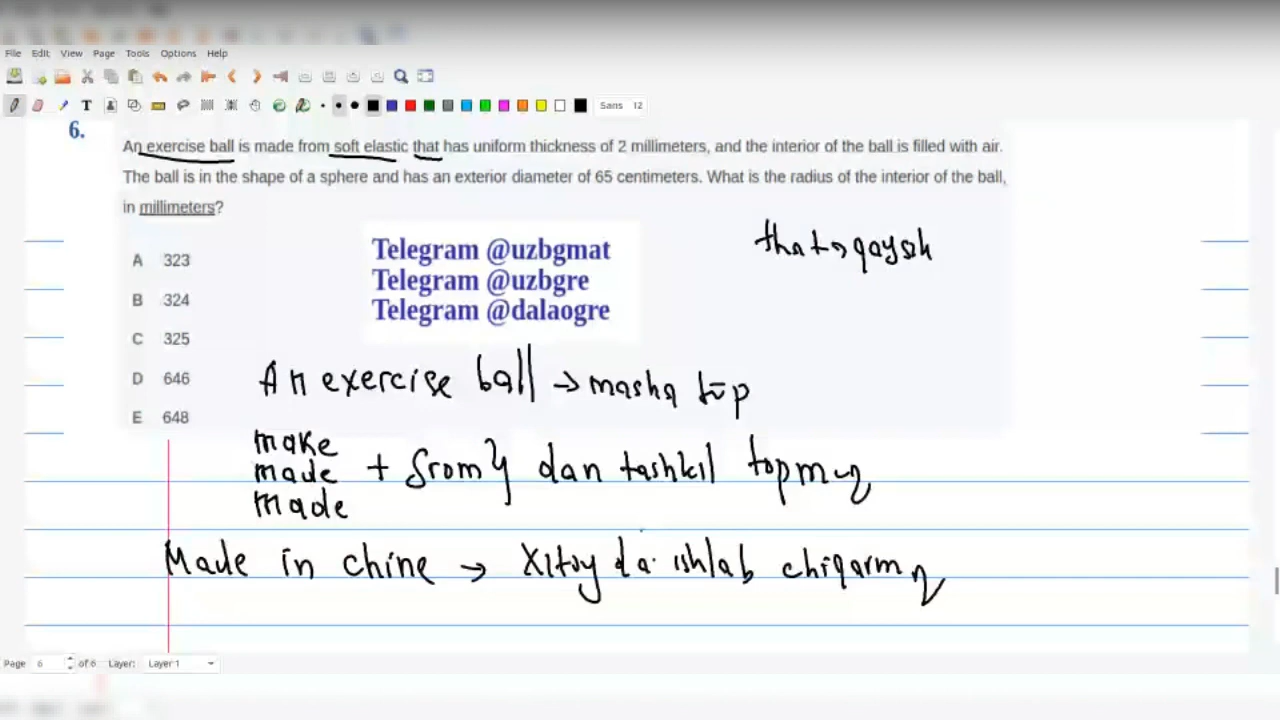 File Edit View Page Tools Options Help
Sans 12
6.
An exercise ball is made from soft elastic that has uniform thickness of 2 millimeters, and the interior of the ball is filled with air.
The ball is in the shape of a sphere and has an exterior diameter of 65 centimeters. What is the radius of the interior of the ball,
in millimeters?
that → qaysh
A 323
B 324
C 325
D 646
E 648
Telegram @uzbgmat
Telegram @uzbgre
Telegram @dalaogre
An exercise ball → mashq top
make
made + from dan tashkil topmoq
made
Made in chine → Xitoy da ishlab chiqarmoq
Page 6 of 6 Layer: Layer 1